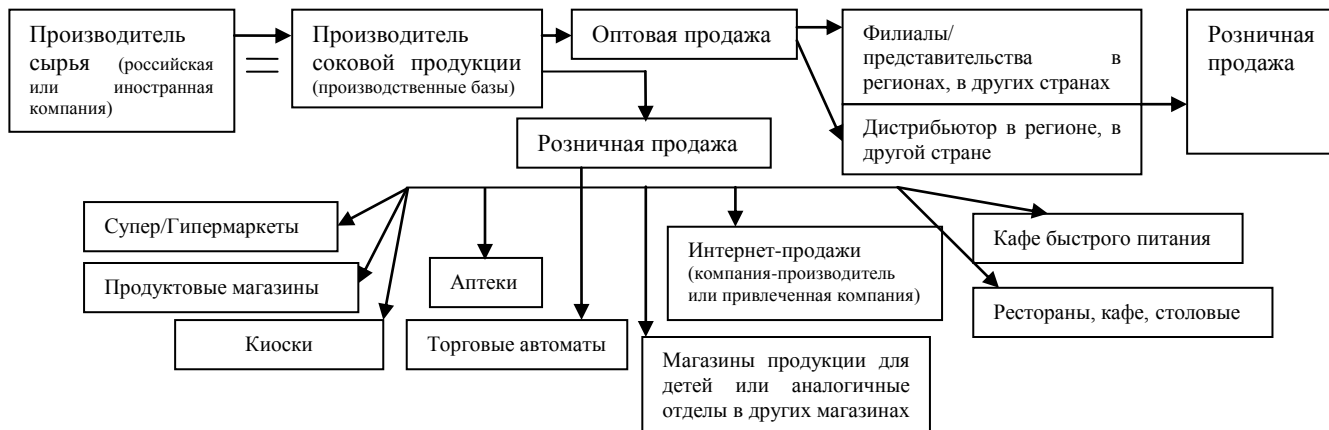 Производитель
сырья (российская
или иностранная
компания)
Производитель
соковой продукции
(производственные базы)
Оптовая продажа
Филиалы/
представительства в
регионах, в других странах
Дистрибьютор в регионе, в
другой стране
Розничная
продажа
Розничная продажа
Супер/Гипермаркеты
Продуктовые магазины
Киоски
Аптеки
Торговые автоматы
Интернет-продажи
(компания-производитель
или привлеченная компания)
Магазины продукции для
детей или аналогичные
отделы в других магазинах
Кафе быстрого питания
Рестораны, кафе, столовые